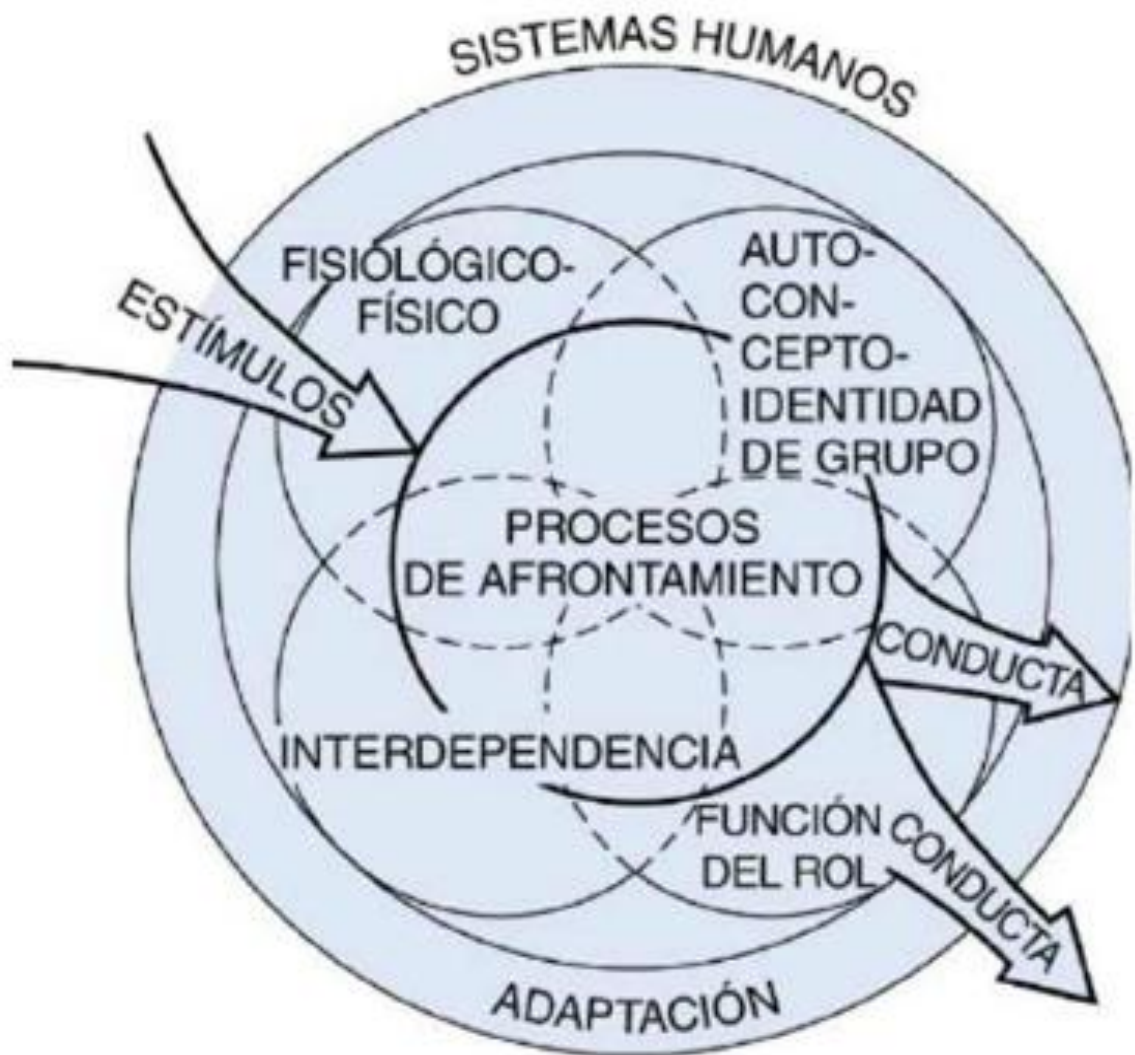 SISTEMAS HUMANOS
FISIOLÓGICO-
FÍSICO
AUTO-
CON-
CEPTO-
IDENTIDAD
DE GRUPO
ESTÍMULOS
PROCESOS
DE AFRONTAMIENTO
CONDUCTA
INTERDEPENDENCIA
FUNCIÓN
DEL ROL
CONDUCTA
ADAPTACIÓN